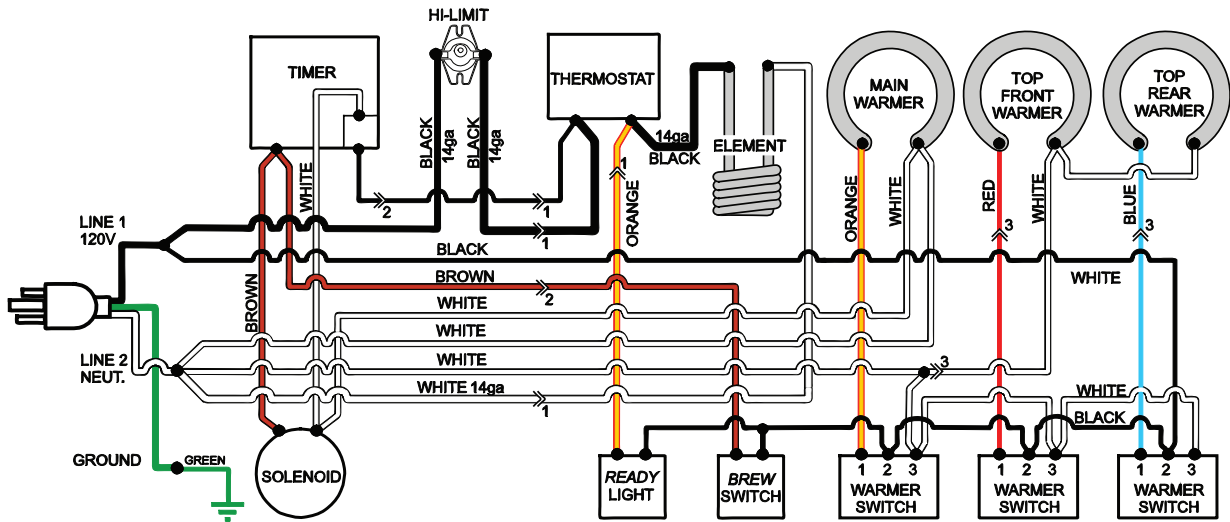 HI-LIMIT
TIMER
THERMOSTAT
MAIN
WARMER
TOP
FRONT
WARMER
TOP
REAR
WARMER
BLACK
14ga
BLACK
14ga
14ga
BLACK
ELEMENT
WHITE
1
ORANGE
2
1
ORANGE
WHITE
RED
WHITE
BLUE
3
3
LINE 1
120V
1
BLACK
BROWN
WHITE
BROWN
2
WHITE
WHITE
LINE 2
NEUT.
WHITE
3
WHITE 14ga
1
WHITE
BLACK
GROUND
GREEN
SOLENOID
READY
LIGHT
BREW
SWITCH
1 2 3
WARMER
SWITCH
1 2 3
WARMER
SWITCH
1 2 3
WARMER
SWITCH